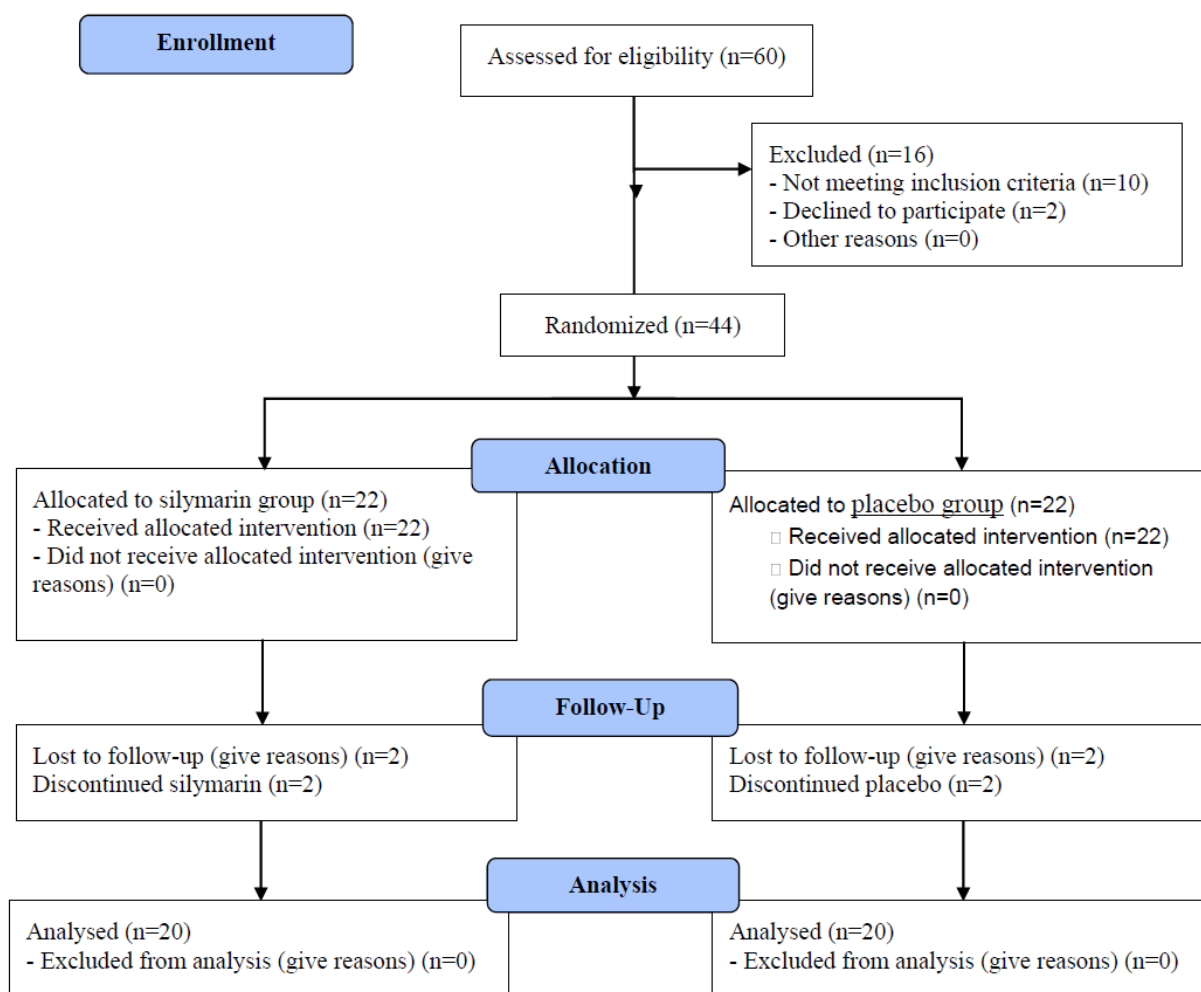 Enrollment
Assessed for eligibility (n=60)
Excluded (n=16)
- Not meeting inclusion criteria (n=10)
- Declined to participate (n=2)
- Other reasons (n=0)
Randomized (n=44)
Allocation
Allocated to silymarin group (n=22)
- Received allocated intervention (n=22)
- Did not receive allocated intervention (give
reasons) (n=0)
Allocated to placebo group (n=22)
□ Received allocated intervention (n=22)
□ Did not receive allocated intervention
(give reasons) (n=0)
Follow-Up
Lost to follow-up (give reasons) (n=2)
Discontinued silymarin (n=2)
Lost to follow-up (give reasons) (n=2)
Discontinued placebo (n=2)
Analysis
Analysed (n=20)
- Excluded from analysis (give reasons) (n=0)
Analysed (n=20)
- Excluded from analysis (give reasons) (n=0)